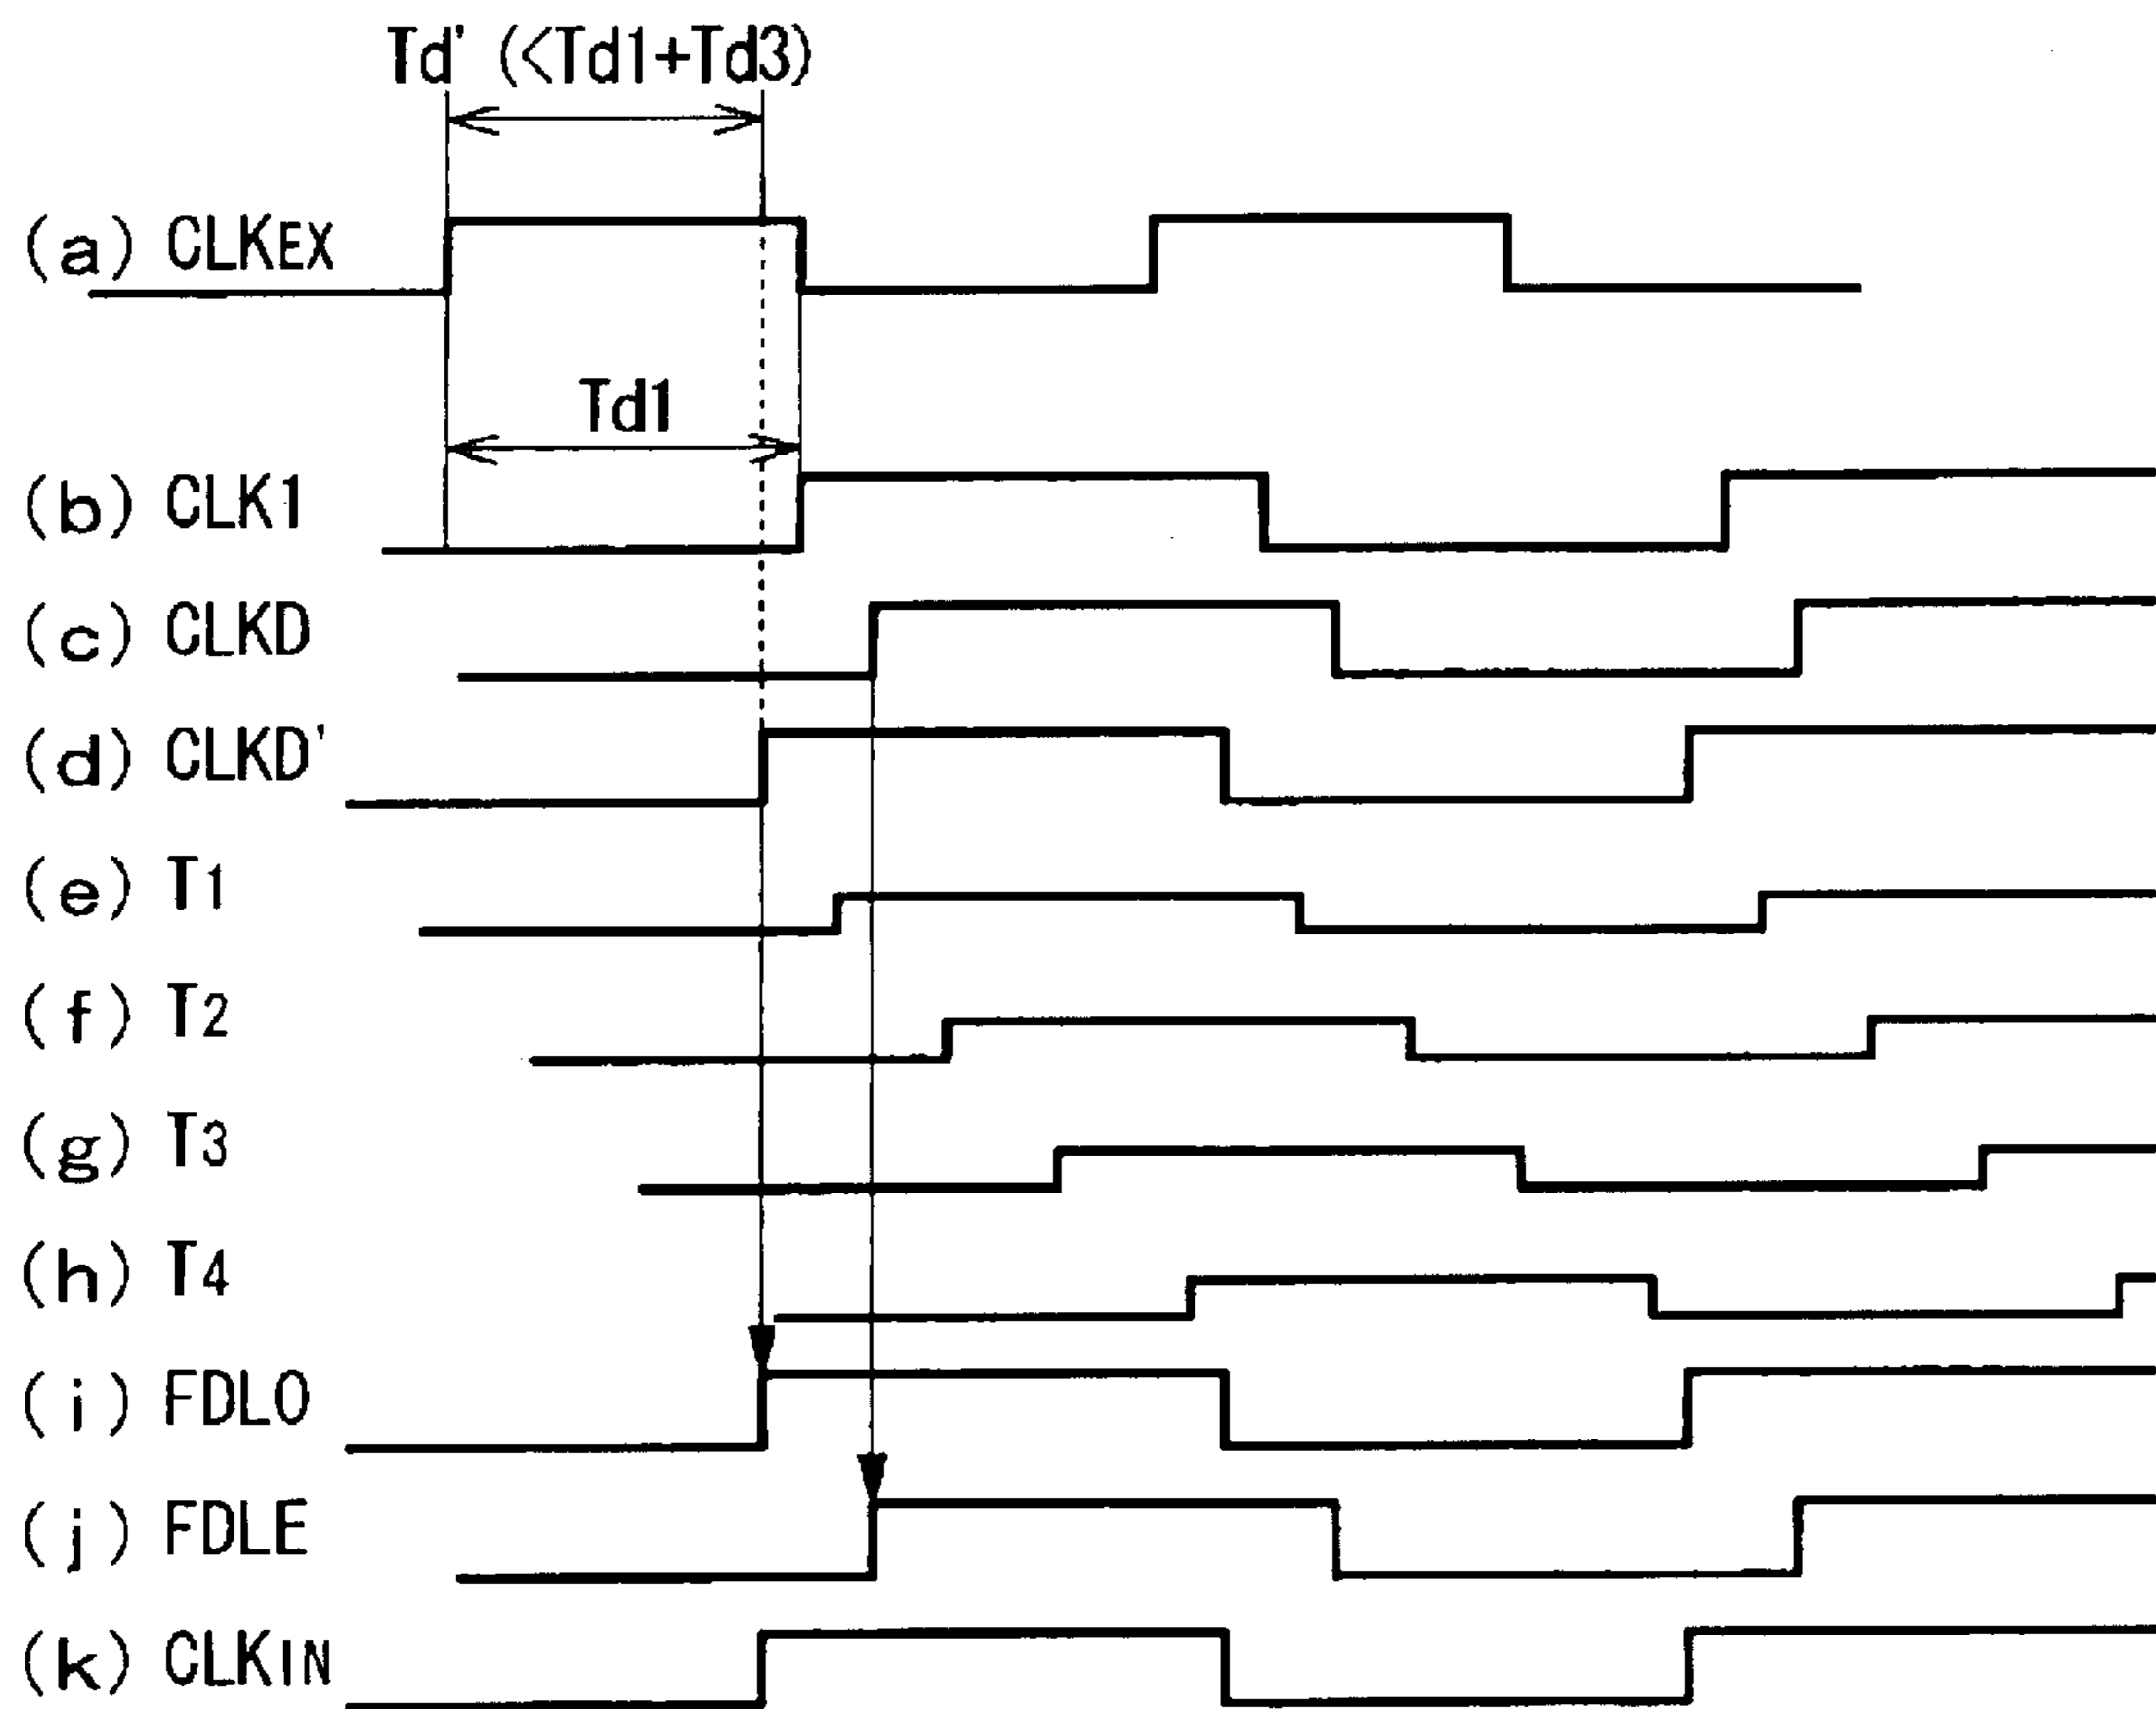 Td' (<Td1+Td3)
(a) CLKEX
Td1
(b) CLK1
(c) CLKD
(d) CLKD'
(e) T1
(f) T2
(g) T3
(h) T4
(i) FDLO
(j) FDLE
(k) CLKIN